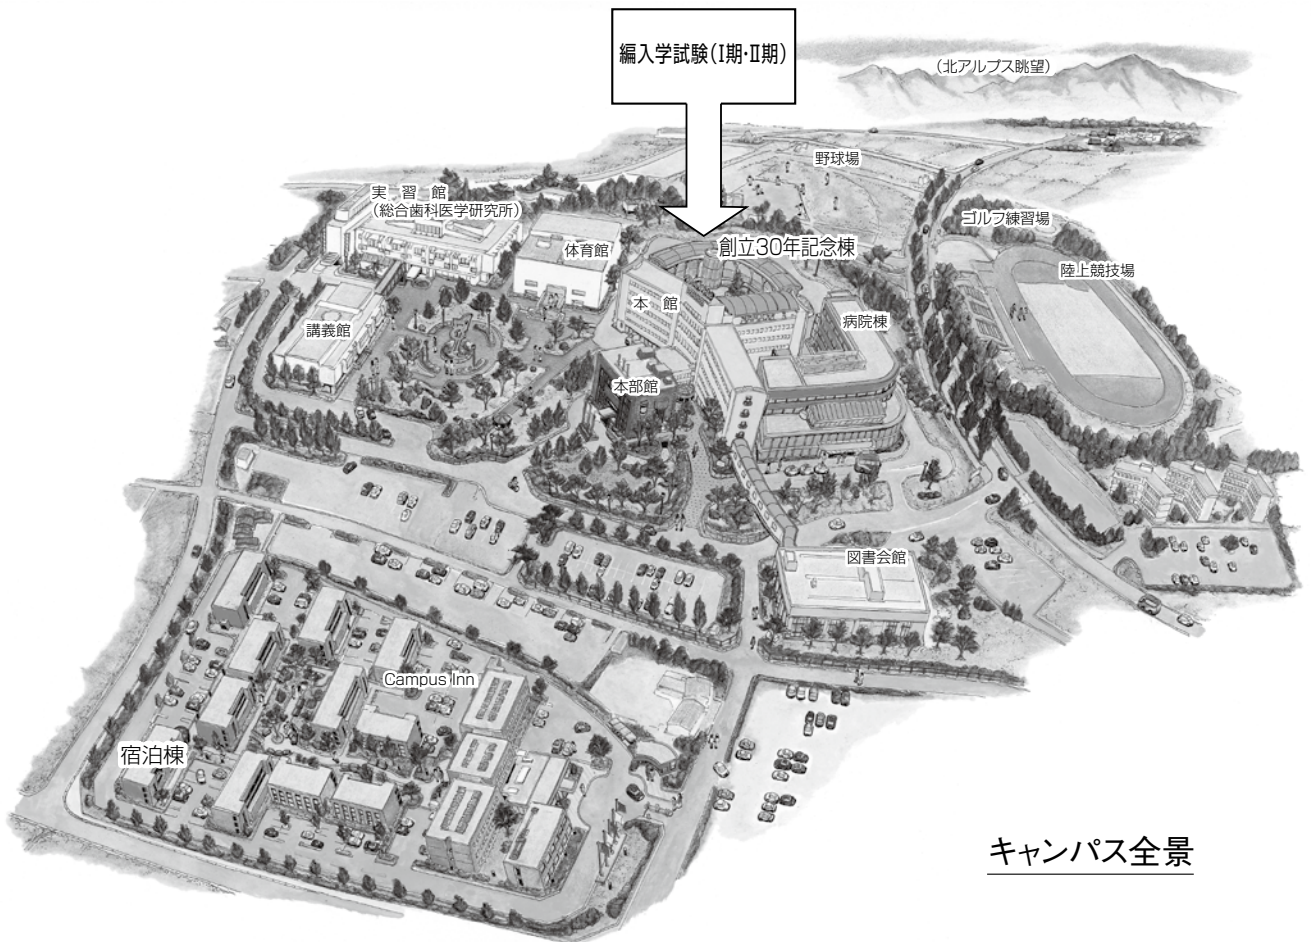 編入学試験（Ⅰ期・Ⅱ期）
（北アルプス眺望）
野球場
実習館
（総合歯科医学研究所）
ゴルフ練習場
体育館
創立30年記念棟
陸上競技場
本館
講義館
病院棟
本部館
図書会館
Campus Inn
宿泊棟
キャンパス全景